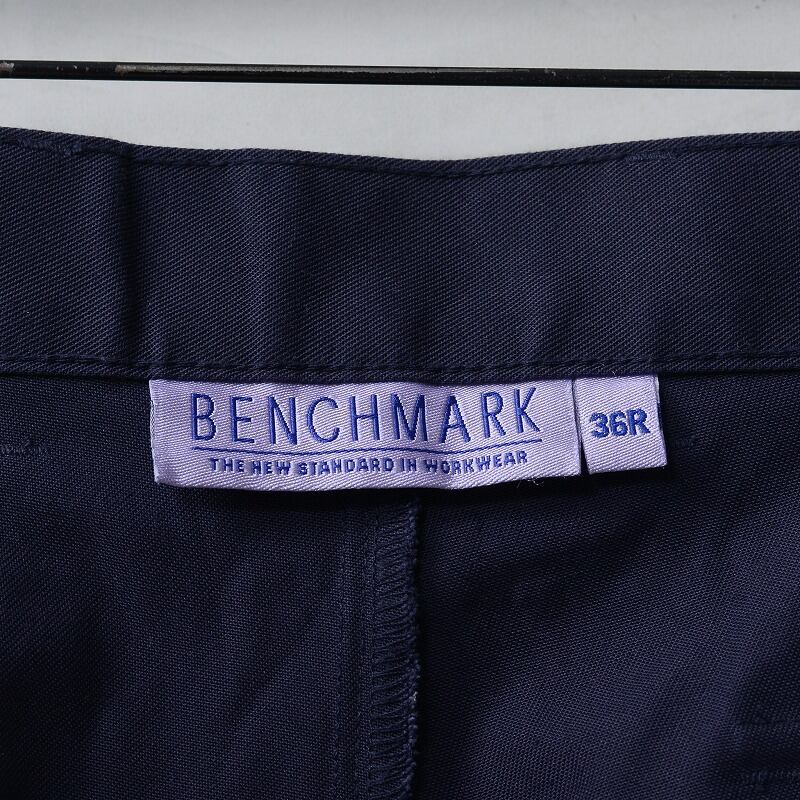 BENCHMARK
THE NEW STANDARD IN WORKWEAR
36R